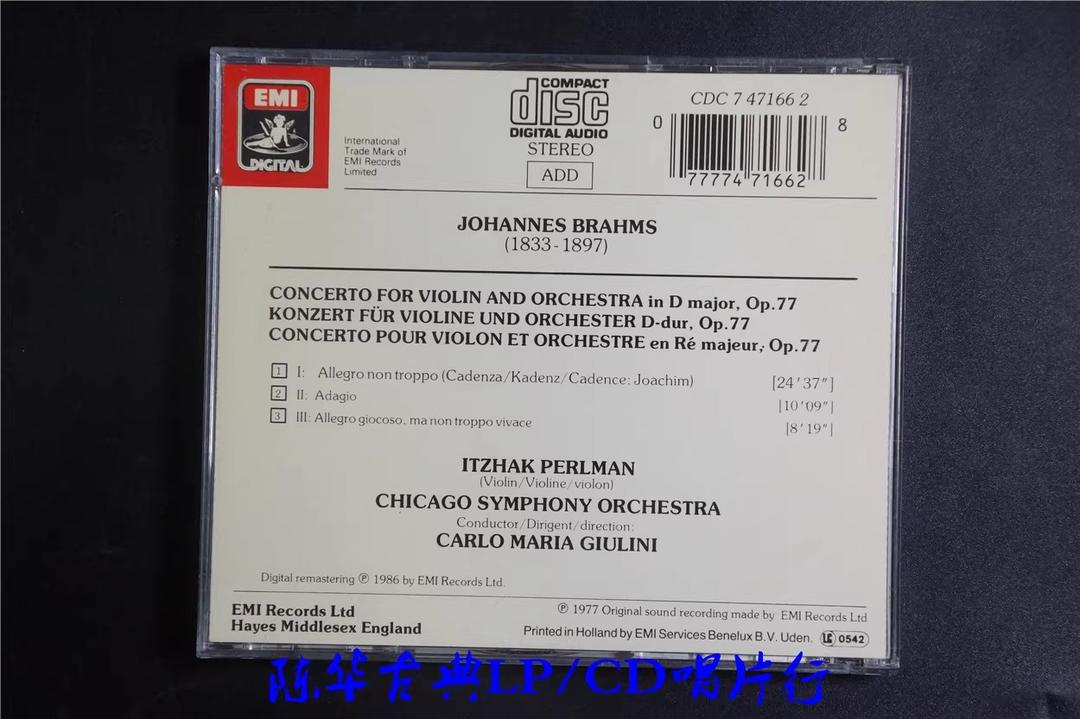 EMI
DIGITAL
International
Trade Mark of
EMI Records
Limited
COMPACT
disc
DIGITAL AUDIO
STEREO
ADD
CDC 7 47166 2
0 77774 71662 8
JOHANNES BRAHMS
(1833-1897)
CONCERTO FOR VIOLIN AND ORCHESTRA in D major, Op.77
KONZERT FÜR VIOLINE UND ORCHESTER D-dur, Op.77
CONCERTO POUR VIOLON ET ORCHESTRE en Ré majeur, Op.77
1 I: Allegro non troppo (Cadenza/Kadenz/Cadence: Joachim) [24'37"]
2 II: Adagio [10'09"]
3 III: Allegro giocoso, ma non troppo vivace [8'19"]
ITZHAK PERLMAN
(Violin/Violine/violon)
CHICAGO SYMPHONY ORCHESTRA
Conductor/Dirigent/direction:
CARLO MARIA GIULINI
Digital remastering ℗ 1986 by EMI Records Ltd.
℗ 1977 Original sound recording made by EMI Records Ltd
EMI Records Ltd
Hayes Middlesex England
Printed in Holland by EMI Services Benelux B.V. Uden. LC 0542
陈华古典LP/CD唱片行